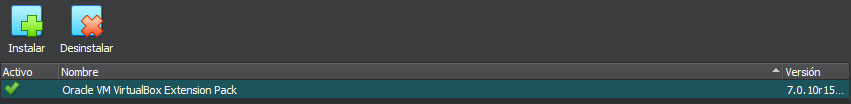 Instalar Desinstalar
Activo Nombre Versión
Oracle VM VirtualBox Extension Pack 7.0.10r15...